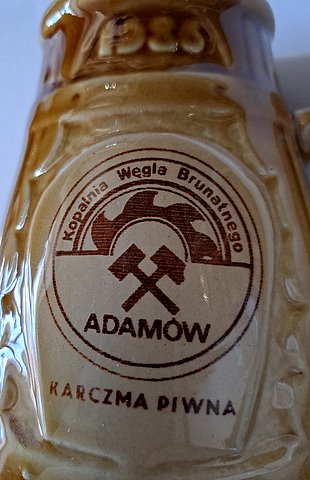 1985
Kopalnia Węgla Brunatnego
ADAMÓW
KARCZMA PIWNA